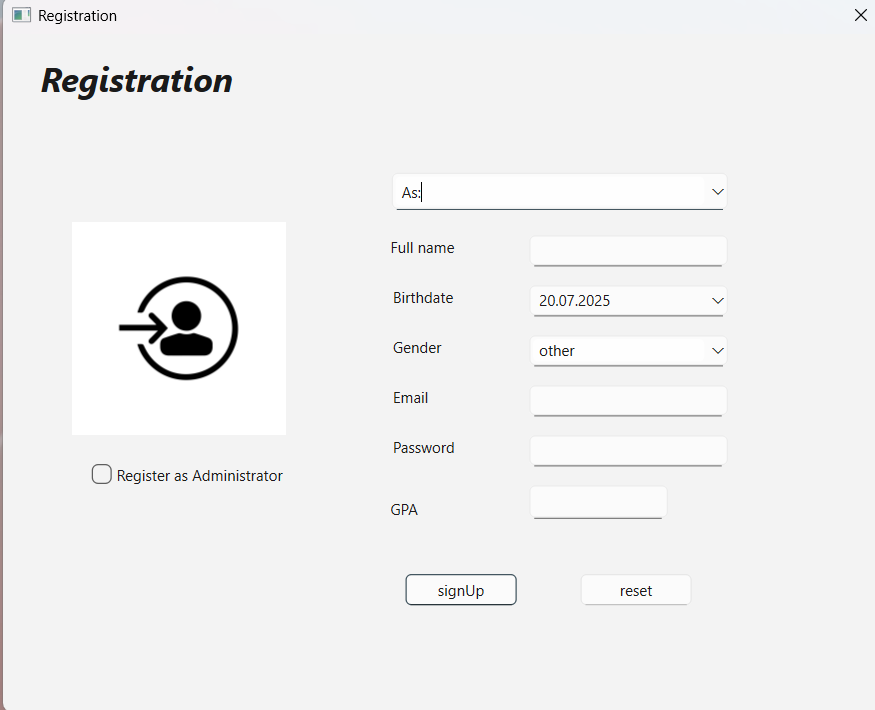 Registration
Registration
As:
Full name
Birthdate 20.07.2025
Gender other
Email
Password
Register as Administrator
GPA
signUp reset